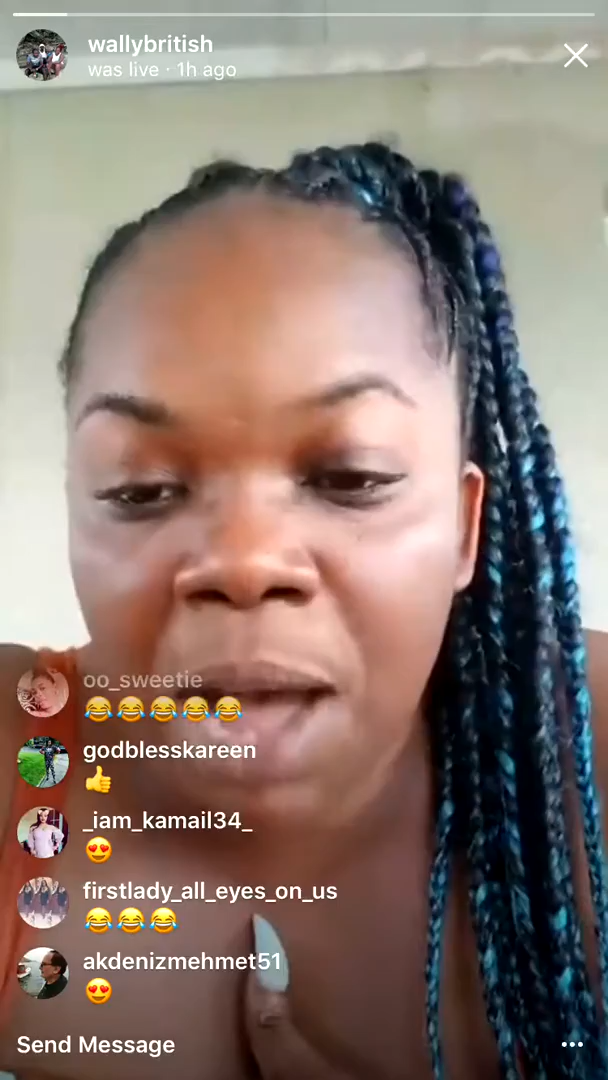 wallybritish
was live · 1h ago
oo_sweetie
😂😂😂😂😂
godblesskareen
👍
_iam_kamail34_
😍
firstlady_all_eyes_on_us
😂😂😂
akdenizmehmet51
😍
Send Message